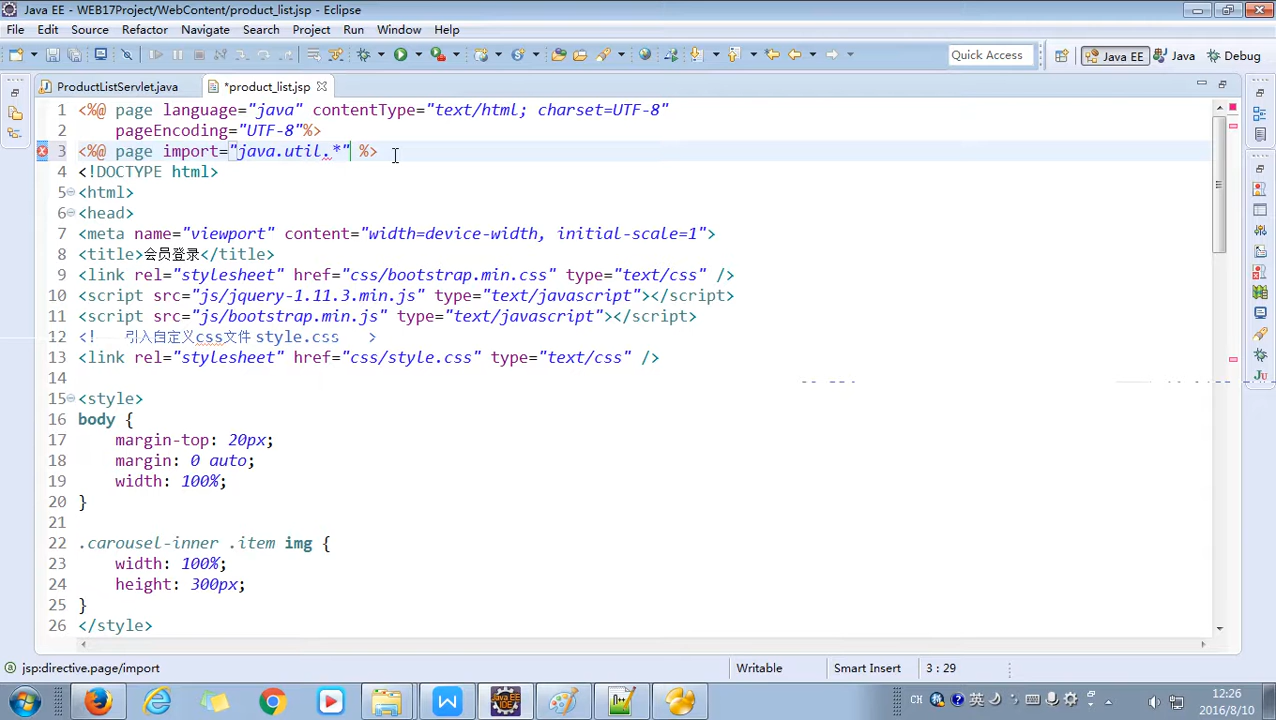 Java EE - WEB17Project/WebContent/product_list.jsp - Eclipse
File Edit Source Refactor Navigate Search Project Run Window Help
Quick Access Java EE Java Debug
ProductListServlet.java *product_list.jsp
1 <%@ page language="java" contentType="text/html; charset=UTF-8"
2 pageEncoding="UTF-8"%>
3 <%@ page import="java.util.*" %>
4 <!DOCTYPE html>
5 <html>
6 <head>
7 <meta name="viewport" content="width=device-width, initial-scale=1">
8 <title>会员登录</title>
9 <link rel="stylesheet" href="css/bootstrap.min.css" type="text/css" />
10 <script src="js/jquery-1.11.3.min.js" type="text/javascript"></script>
11 <script src="js/bootstrap.min.js" type="text/javascript"></script>
12 <! 引入自定义css文件 style.css >
13 <link rel="stylesheet" href="css/style.css" type="text/css" />
14
15 <style>
16 body {
17 margin-top: 20px;
18 margin: 0 auto;
19 width: 100%;
20 }
21
22 .carousel-inner .item img {
23 width: 100%;
24 height: 300px;
25 }
26 </style>
jsp:directive.page/import Writable Smart Insert 3 : 29
CH 英 12:26
2016/8/10